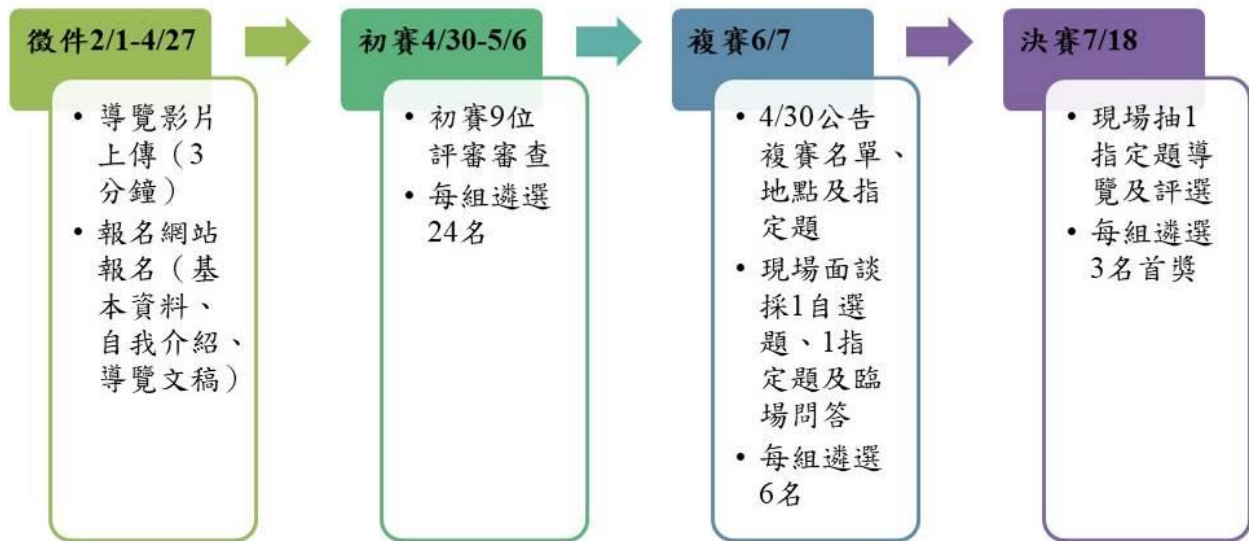 徵件2/1-4/27
• 導覽影片
上傳（3
分鐘）
• 報名網站
報名（基
本資料、
自我介紹、
導覽文稿）
初賽4/30-5/6
• 初賽9位
評審審查
• 每組遴選
24名
複賽6/7
• 4/30公告
複賽名單、
地點及指
定題
• 現場面談
採1自選
題、1指
定題及臨
場問答
• 每組遴選
6名
決賽7/18
• 現場抽1
指定題導
覽及評選
• 每組遴選
3名首獎